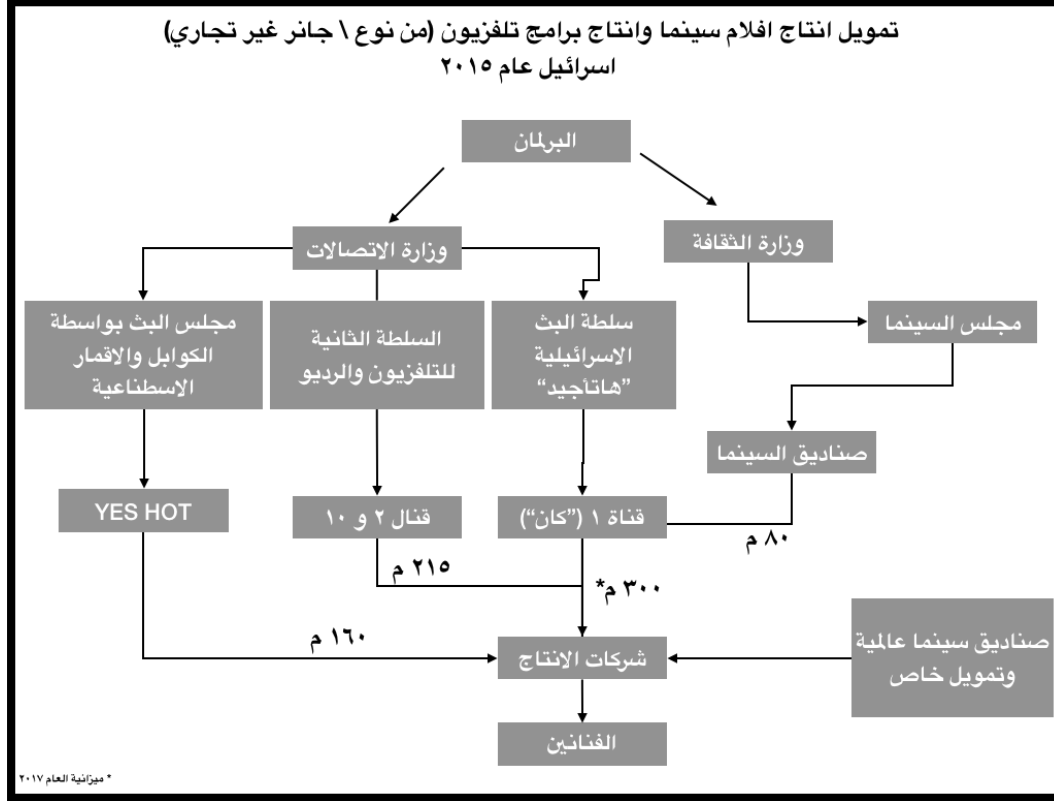 تمويل انتاج افلام سينما وانتاج برامج تلفزيون (من نوع \ جانر غير تجاري)
اسرائيل عام ٢٠١٥
البرلمان
وزارة الثقافة
وزارة الاتصالات
مجلس السينما
سلطة البث
الاسرائيلية
“هاتأجيد”
السلطة الثانية
للتلفزيون والرديو
مجلس البث بواسطة
الكوابل والاقمار
الاسطناعية
صناديق السينما
قناة ١ (“كان“)
قنال ٢ و ١٠
YES HOT
٨٠ م
٢١٥ م
٣٠٠ م*
١٦٠ م
صناديق سينما عالمية
وتمويل خاص
شركات الانتاج
الفنانين
* ميزانية العام ٢٠١٧